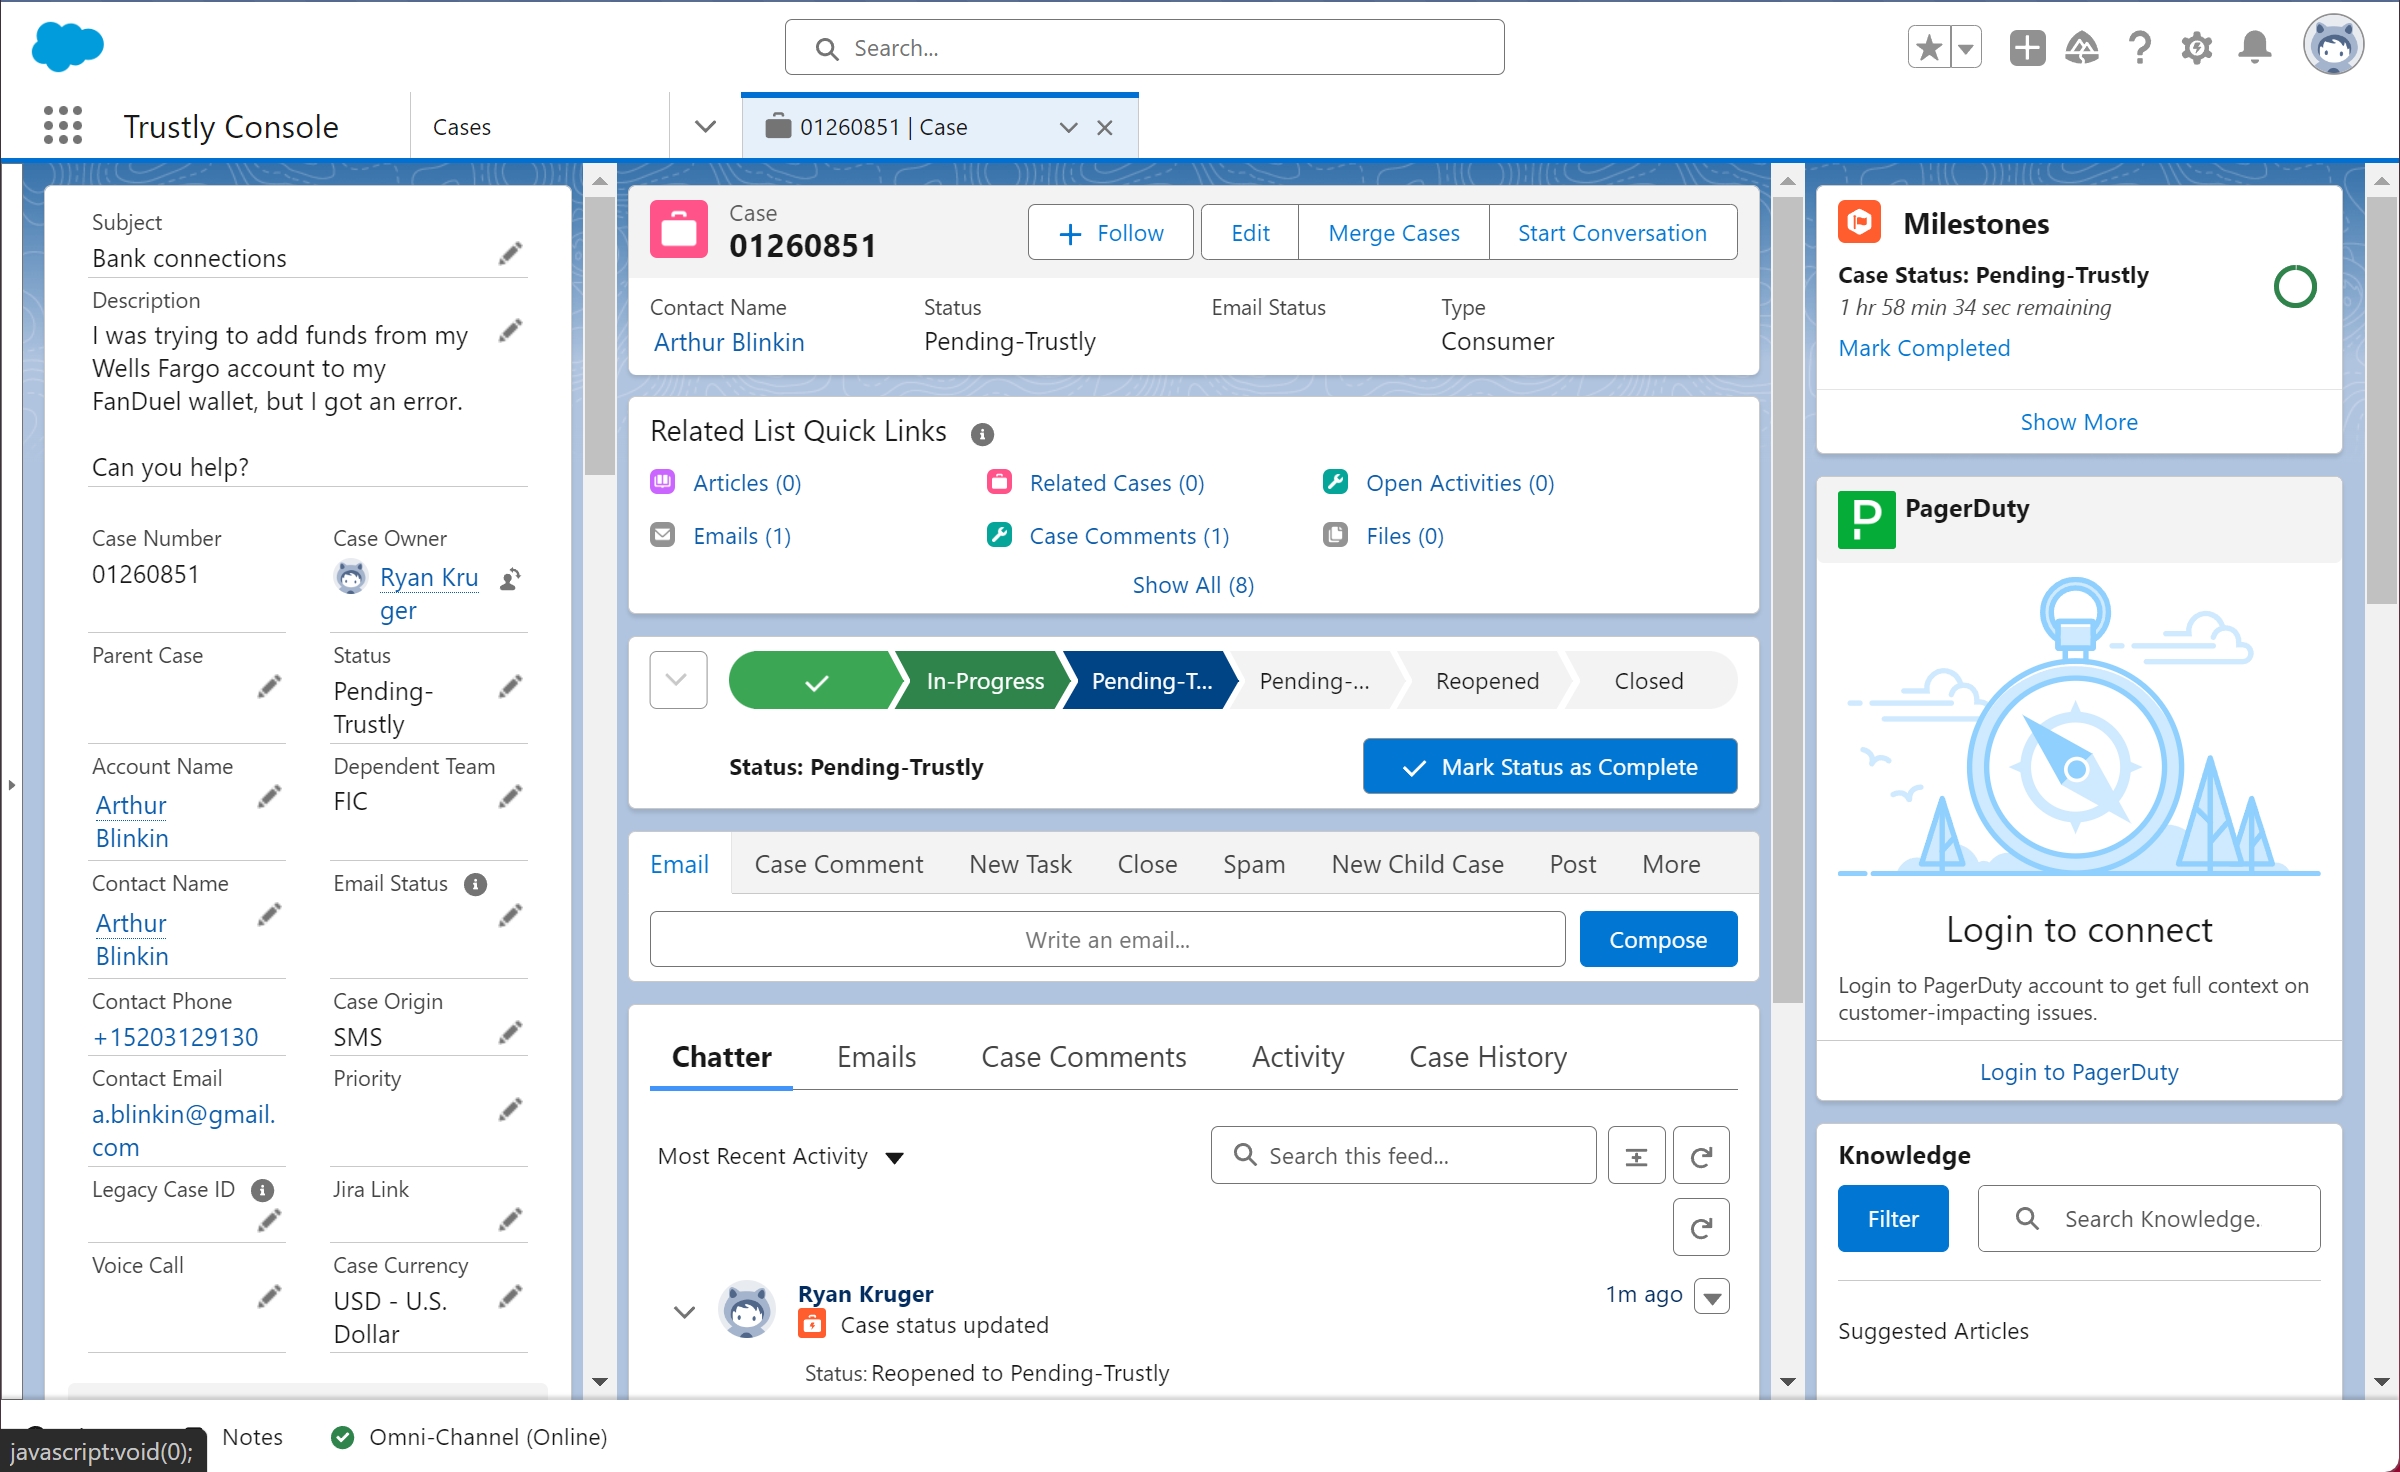 Search...
Trustly Console
Cases
01260851 | Case
Subject
Bank connections
Description
I was trying to add funds from my
Wells Fargo account to my
FanDuel wallet, but I got an error.
Can you help?
Case Number
01260851
Case Owner
Ryan Kru
ger
Parent Case
Status
Pending-
Trustly
Account Name
Arthur
Blinkin
Dependent Team
FIC
Contact Name
Arthur
Blinkin
Email Status
Contact Phone
+15203129130
Case Origin
SMS
Contact Email
a.blinkin@gmail.
com
Priority
Legacy Case ID
Jira Link
Voice Call
Case Currency
USD - U.S.
Dollar
Case
01260851
Follow
Edit
Merge Cases
Start Conversation
Contact Name
Arthur Blinkin
Status
Pending-Trustly
Email Status
Type
Consumer
Related List Quick Links
Articles (0)
Related Cases (0)
Open Activities (0)
Emails (1)
Case Comments (1)
Files (0)
Show All (8)
In-Progress
Pending-T...
Pending-...
Reopened
Closed
Status: Pending-Trustly
Mark Status as Complete
Email
Case Comment
New Task
Close
Spam
New Child Case
Post
More
Write an email...
Compose
Chatter
Emails
Case Comments
Activity
Case History
Most Recent Activity
Search this feed...
Ryan Kruger
1m ago
Case status updated
Status: Reopened to Pending-Trustly
Milestones
Case Status: Pending-Trustly
1 hr 58 min 34 sec remaining
Mark Completed
Show More
P
PagerDuty
Login to connect
Login to PagerDuty account to get full context on
customer-impacting issues.
Login to PagerDuty
Knowledge
Filter
Search Knowledge.
Suggested Articles
Notes
Omni-Channel (Online)
javascript:void(0);